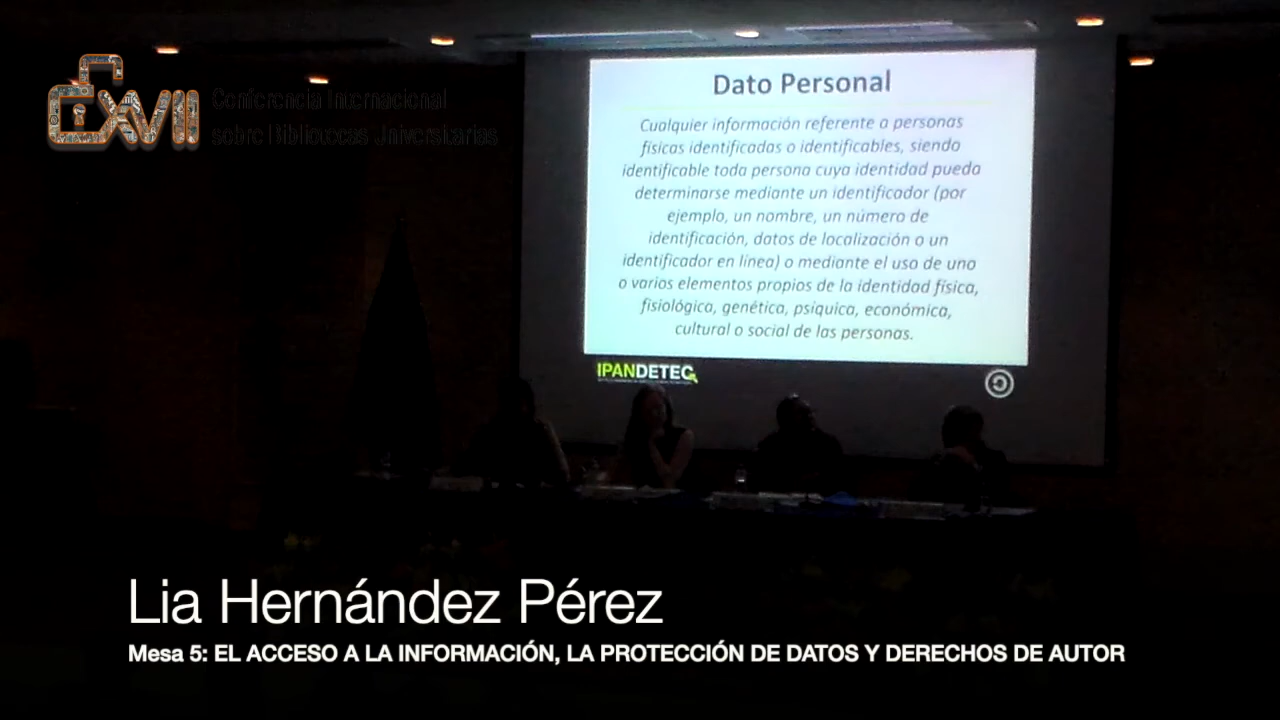 XVII
Conferencia Internacional
sobre Bibliotecas Universitarias
Dato Personal
Cualquier información referente a personas
físicas identificadas o identificables, siendo
identificable toda persona cuya identidad pueda
determinarse mediante un identificador (por
ejemplo, un nombre, un número de
identificación, datos de localización o un
identificador en línea) o mediante el uso de uno
o varios elementos propios de la identidad física,
fisiológica, genética, psíquica, económica,
cultural o social de las personas.
IPANDETEC
Lia Hernández Pérez
Mesa 5: EL ACCESO A LA INFORMACIÓN, LA PROTECCIÓN DE DATOS Y DERECHOS DE AUTOR